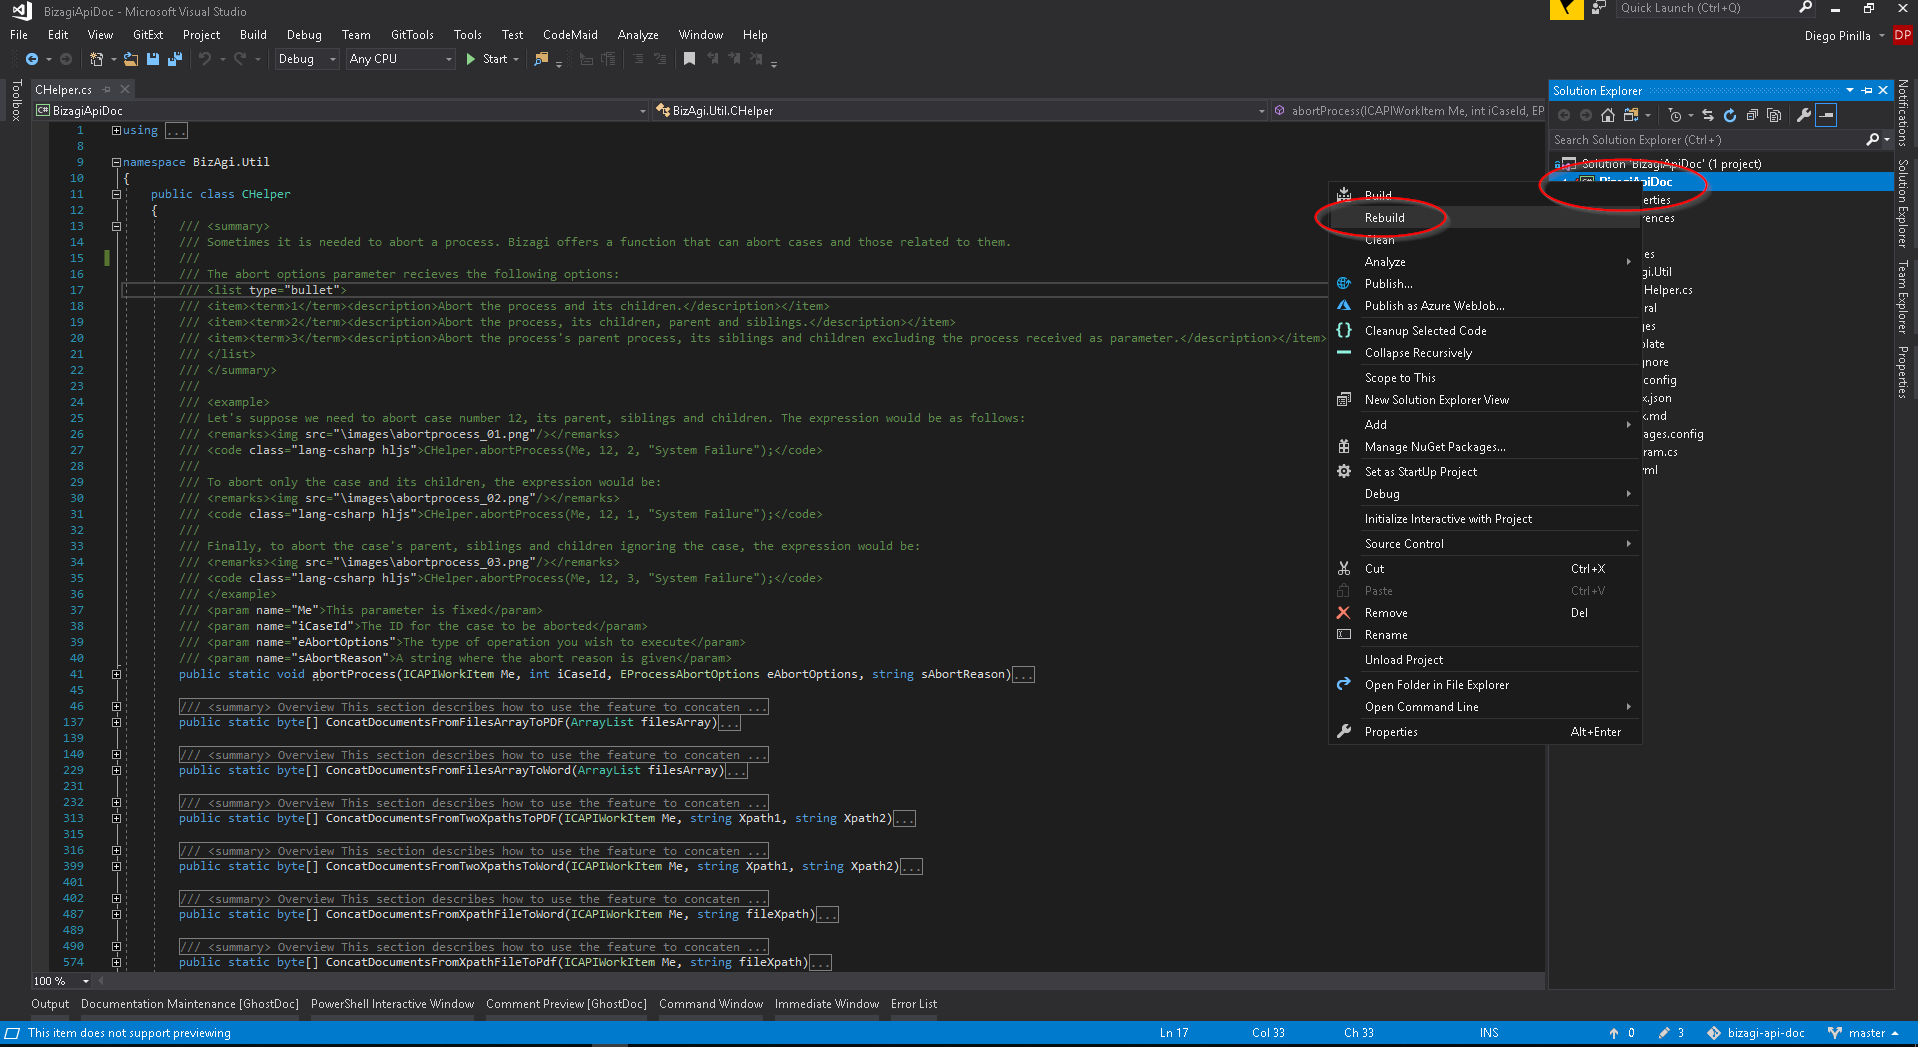 BizagiApiDoc - Microsoft Visual Studio
Quick Launch (Ctrl+Q)
File Edit View GitExt Project Build Debug Team GitTools Tools Test CodeMaid Analyze Window Help
Diego Pinilla DP
Debug Any CPU Start
Toolbox
CHelper.cs
C# BizagiApiDoc BizAgi.Util.CHelper abortProcess(ICAPIWorkItem Me, int iCaseId, EP
1 using ...
8
9 namespace BizAgi.Util
10 {
11 public class CHelper
12 {
13 /// <summary>
14 /// Sometimes it is needed to abort a process. Bizagi offers a function that can abort cases and those related to them.
15 ///
16 /// The abort options parameter recieves the following options:
17 /// <list type="bullet">
18 /// <item><term>1</term><description>Abort the process and its children.</description></item>
19 /// <item><term>2</term><description>Abort the process, its children, parent and siblings.</description></item>
20 /// <item><term>3</term><description>Abort the process's parent process, its siblings and children excluding the process received as parameter.</description></item>
21 /// </list>
22 /// </summary>
23 ///
24 /// <example>
25 /// Let's suppose we need to abort case number 12, its parent, siblings and children. The expression would be as follows:
26 /// <remarks><img src="\images\abortprocess_01.png"/></remarks>
27 /// <code class="lang-csharp hljs">CHelper.abortProcess(Me, 12, 2, "System Failure");</code>
28 ///
29 /// To abort only the case and its children, the expression would be:
30 /// <remarks><img src="\images\abortprocess_02.png"/></remarks>
31 /// <code class="lang-csharp hljs">CHelper.abortProcess(Me, 12, 1, "System Failure");</code>
32 ///
33 /// Finally, to abort the case's parent, siblings and children ignoring the case, the expression would be:
34 /// <remarks><img src="\images\abortprocess_03.png"/></remarks>
35 /// <code class="lang-csharp hljs">CHelper.abortProcess(Me, 12, 3, "System Failure");</code>
36 /// </example>
37 /// <param name="Me">This parameter is fixed</param>
38 /// <param name="iCaseId">The ID for the case to be aborted</param>
39 /// <param name="eAbortOptions">The type of operation you wish to execute</param>
40 /// <param name="sAbortReason">A string where the abort reason is given</param>
41 public static void abortProcess(ICAPIWorkItem Me, int iCaseId, EProcessAbortOptions eAbortOptions, string sAbortReason)...
45
46 /// <summary> Overview This section describes how to use the feature to concaten ...
137 public static byte[] ConcatDocumentsFromFilesArrayToPDF(ArrayList filesArray)...
139
140 /// <summary> Overview This section describes how to use the feature to concaten ...
229 public static byte[] ConcatDocumentsFromFilesArrayToWord(ArrayList filesArray)...
231
232 /// <summary> Overview This section describes how to use the feature to concaten ...
313 public static byte[] ConcatDocumentsFromTwoXpathsToPDF(ICAPIWorkItem Me, string Xpath1, string Xpath2)...
315
316 /// <summary> Overview This section describes how to use the feature to concaten ...
399 public static byte[] ConcatDocumentsFromTwoXpathsToWord(ICAPIWorkItem Me, string Xpath1, string Xpath2)...
401
402 /// <summary> Overview This section describes how to use the feature to concaten ...
487 public static byte[] ConcatDocumentsFromXpathFileToWord(ICAPIWorkItem Me, string fileXpath)...
489
490 /// <summary> Overview This section describes how to use the feature to concaten ...
574 public static byte[] ConcatDocumentsFromXpathFileToPdf(ICAPIWorkItem Me, string fileXpath)...
100 %
Build
Rebuild
Clean
Analyze
Publish...
Publish as Azure WebJob...
Cleanup Selected Code
Collapse Recursively
Scope to This
New Solution Explorer View
Add
Manage NuGet Packages...
Set as StartUp Project
Debug
Initialize Interactive with Project
Source Control
Cut Ctrl+X
Paste Ctrl+V
Remove Del
Rename
Unload Project
Open Folder in File Explorer
Open Command Line
Properties Alt+Enter
Solution Explorer
Search Solution Explorer (Ctrl+')
Solution 'BizagiApiDoc' (1 project)
BizagiApiDoc
erties
rences
es
gi.Util
Helper.cs
ral
ges
plate
gnore
config
x.json
x.md
ages.config
ram.cs
yml
Notifications
Solution Explorer
Team Explorer
Properties
Output Documentation Maintenance [GhostDoc] PowerShell Interactive Window Comment Preview [GhostDoc] Command Window Immediate Window Error List
This item does not support previewing Ln 17 Col 33 Ch 33 INS 0 3 bizagi-api-doc master